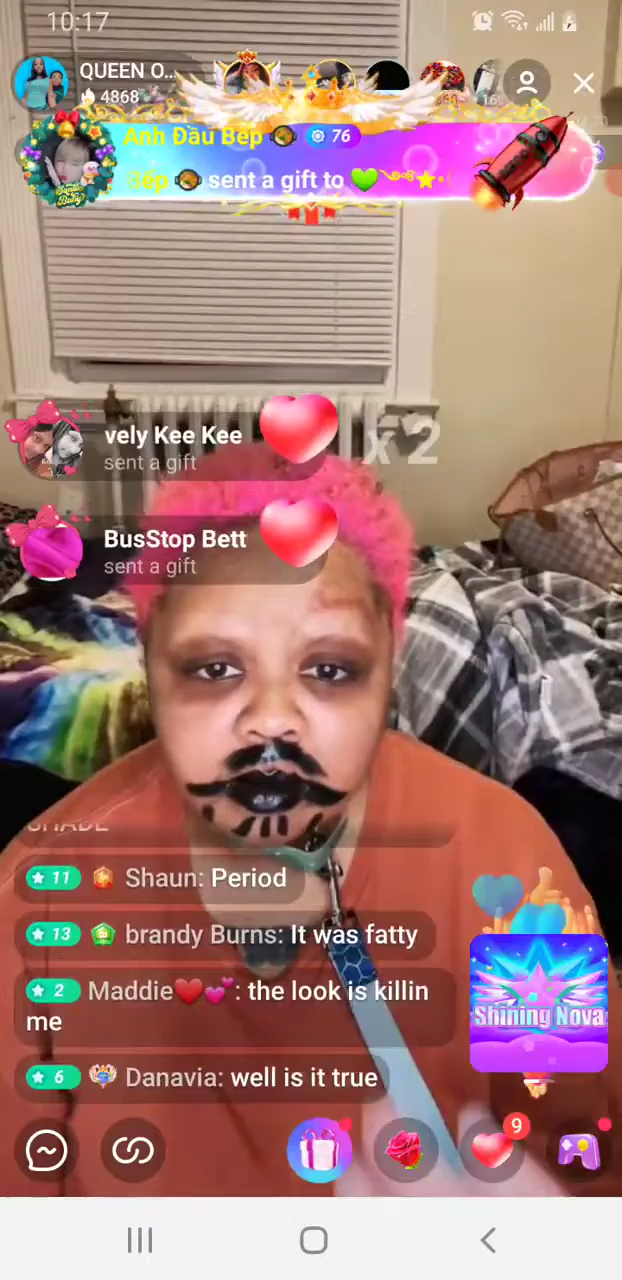 10:17
QUEEN O...
4868
Anh Đầu Bếp 76
Bếp sent a gift to
vely Kee Kee
sent a gift
x2
BusStop Bett
sent a gift
SHADE
11 Shaun: Period
13 brandy Burns: It was fatty
2 Maddie❤️💕: the look is killin
me
6 Danavia: well is it true
Shining Nova
9